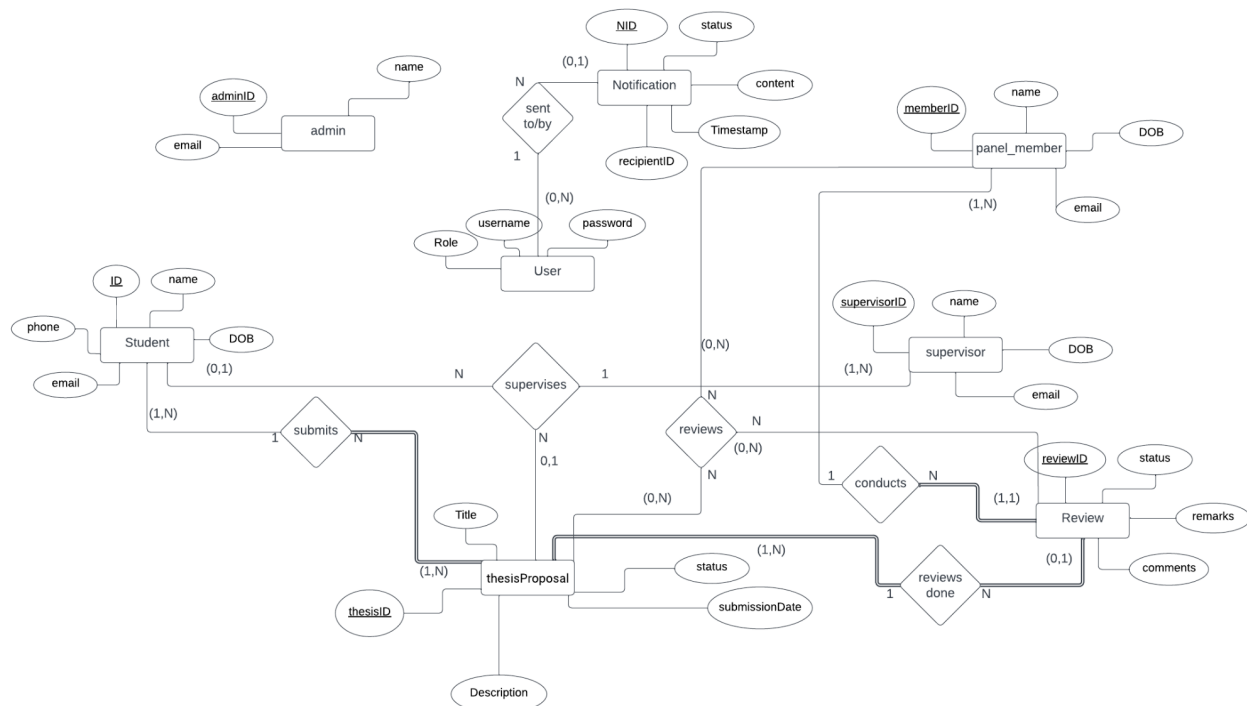 NID
status
(0,1)
N
Notification
content
sent
to/by
Timestamp
1
recipientID
(0,N)
name
adminID
admin
email
name
memberID
DOB
panel_member
(1,N)
email
username
password
Role
User
ID
name
phone
Student
DOB
email
(0,1)
(1,N)
N
supervises
1
(1,N)
N
0,1
supervisorID
name
supervisor
DOB
email
(0,N)
N
reviews
N
(0,N)
N
(0,N)
1
submits
N
(1,N)
1
conducts
N
(1,1)
reviewID
status
Review
remarks
comments
(0,1)
Title
thesisProposal
status
thesisID
submissionDate
Description
(1,N)
1
reviews
done
N